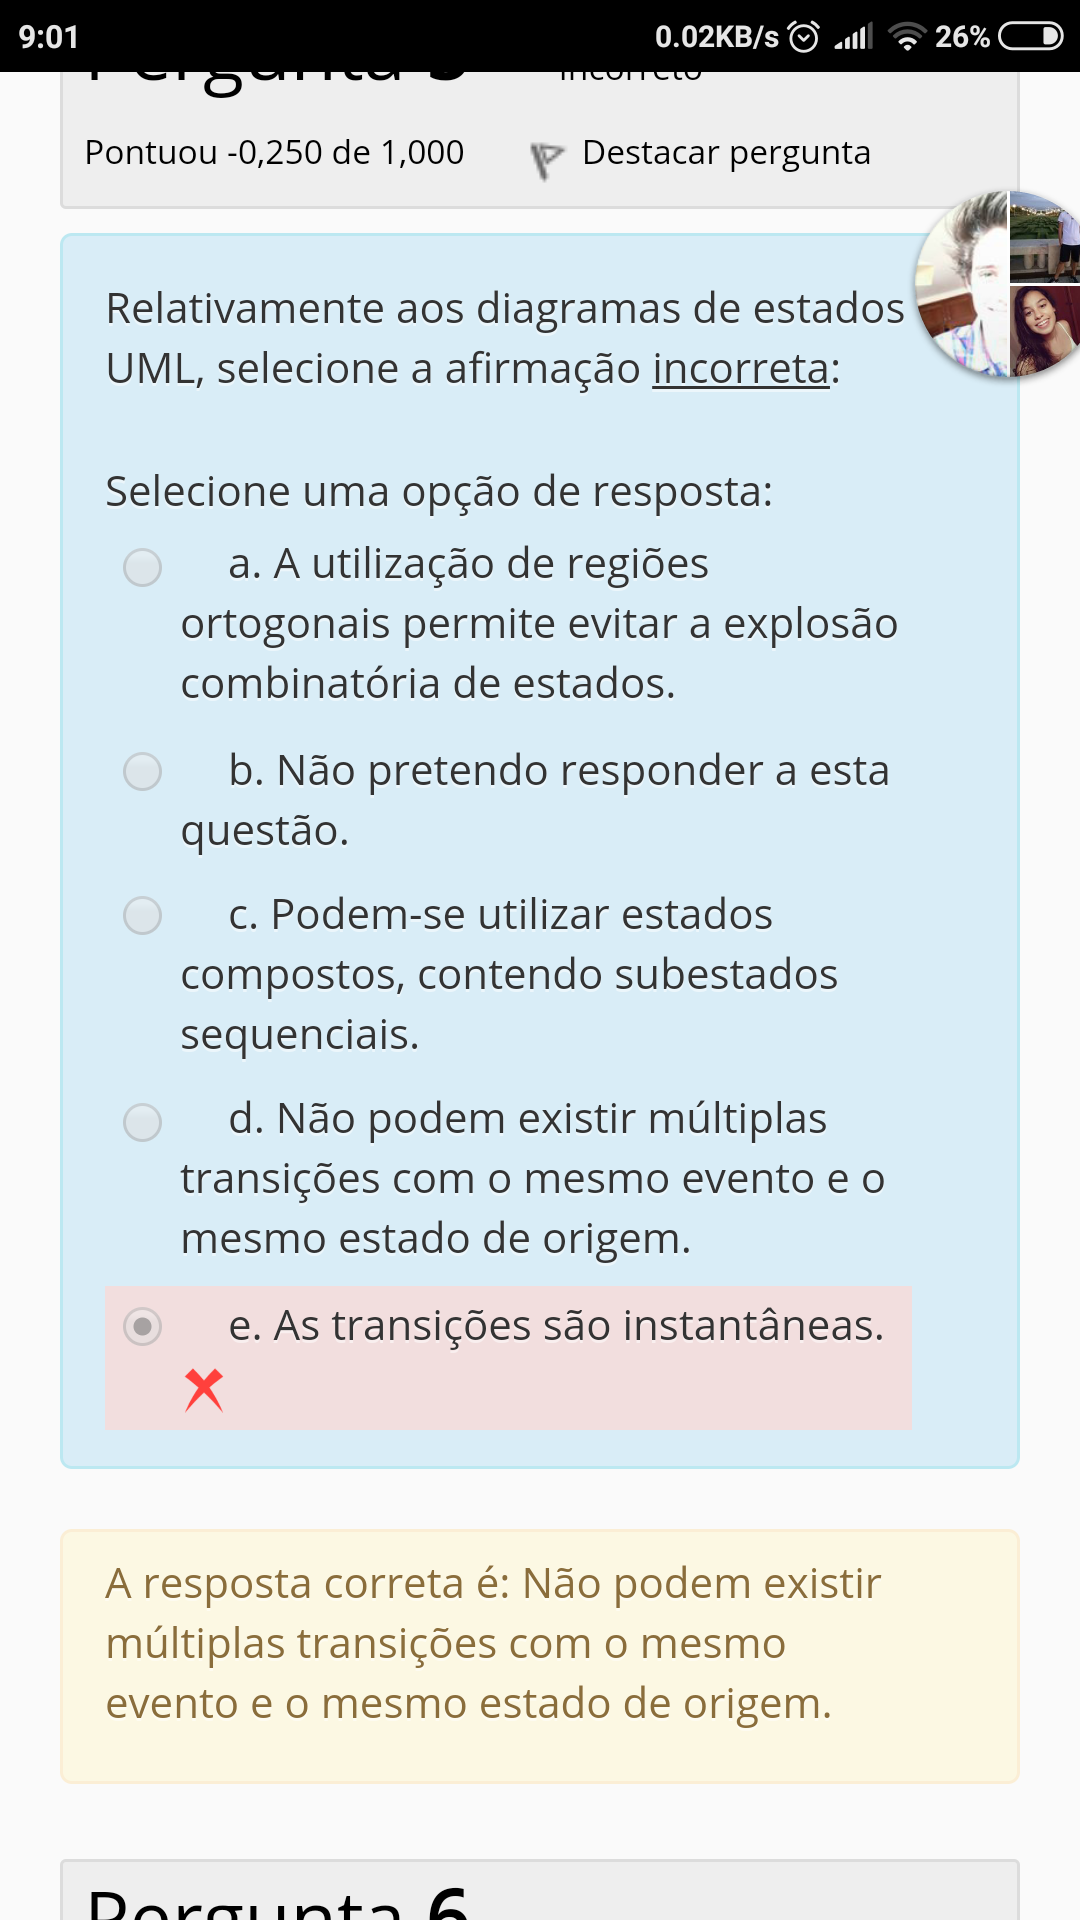 9:01 0.02KB/s 26%
Pergunta 5 Incorreto
Pontuou -0,250 de 1,000 Destacar pergunta
Relativamente aos diagramas de estados
UML, selecione a afirmação incorreta:
Selecione uma opção de resposta:
a. A utilização de regiões
ortogonais permite evitar a explosão
combinatória de estados.
b. Não pretendo responder a esta
questão.
c. Podem-se utilizar estados
compostos, contendo subestados
sequenciais.
d. Não podem existir múltiplas
transições com o mesmo evento e o
mesmo estado de origem.
e. As transições são instantâneas.
A resposta correta é: Não podem existir
múltiplas transições com o mesmo
evento e o mesmo estado de origem.
Pergunta 6